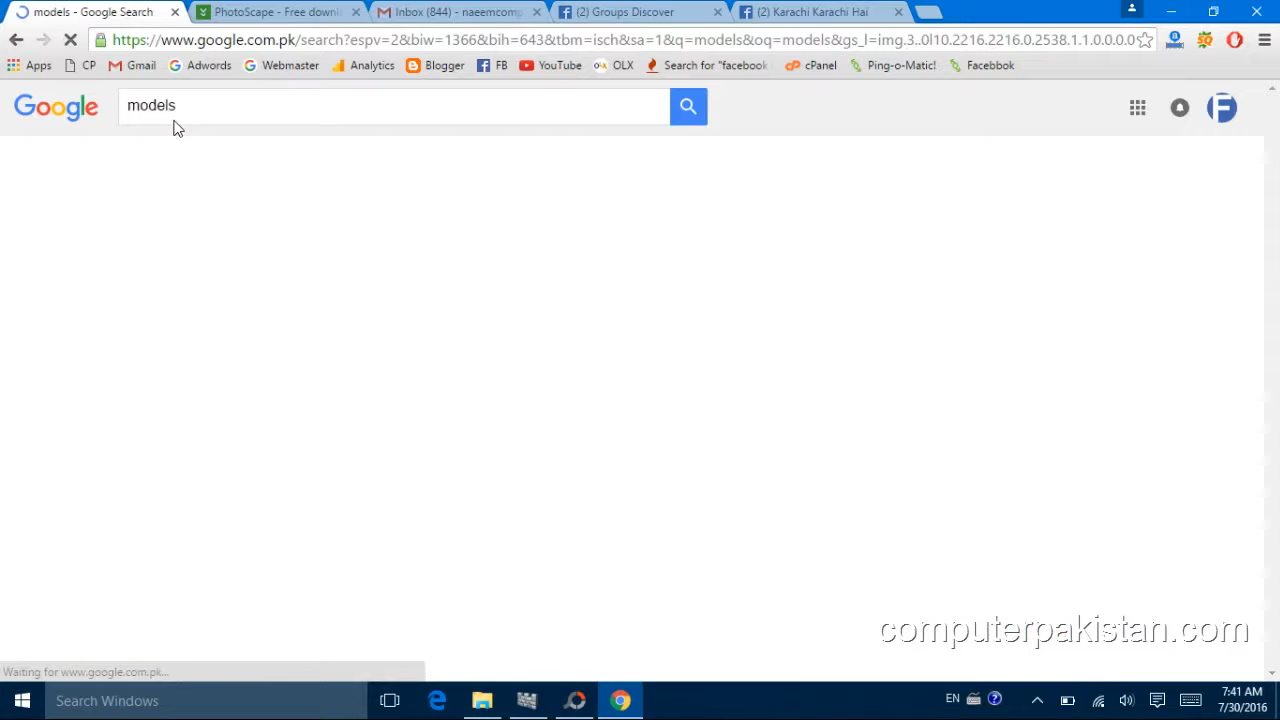 models - Google Search
PhotoScape - Free downl
Inbox (844) - naeemcomp
(2) Groups Discover
(2) Karachi Karachi Hai
https://www.google.com.pk/search?espv=2&biw=1366&bih=643&tbm=isch&sa=1&q=models&oq=models&gs_l=img.3..0l10.2216.2216.0.2538.1.1.0.0.0.0
Apps CP Gmail Adwords Webmaster Analytics Blogger FB YouTube OLX Search for "facebook cPanel Ping-o-Matic! Facebbok
Google
models
computerpakistan.com
Waiting for www.google.com.pk...
Search Windows
EN
7:41 AM
7/30/2016